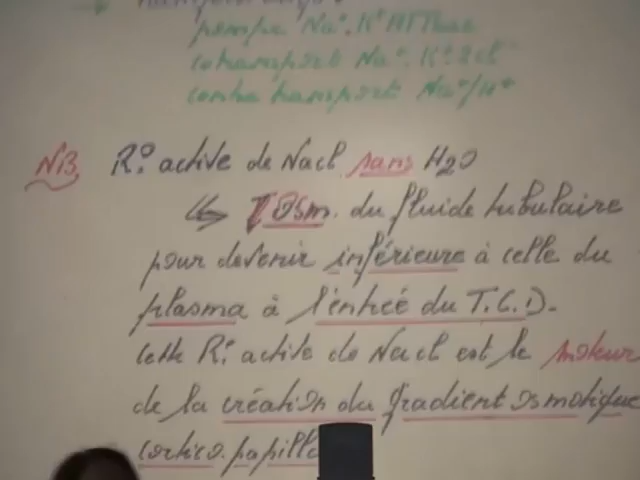 pompe Na⁺. K⁺ ATPase
cotransport Na⁺. K⁺ 2Cl⁻
contre transport Na⁺/H⁺
NB R° active de Nacl sans H2O
↳ ↓ Osm. du fluide tubulaire
pour devenir inférieure à celle du
plasma à l'entrée du T.C.D.
Cette R° active de Nacl est le moteur
de la création du gradient osmotique
cortico.papilla